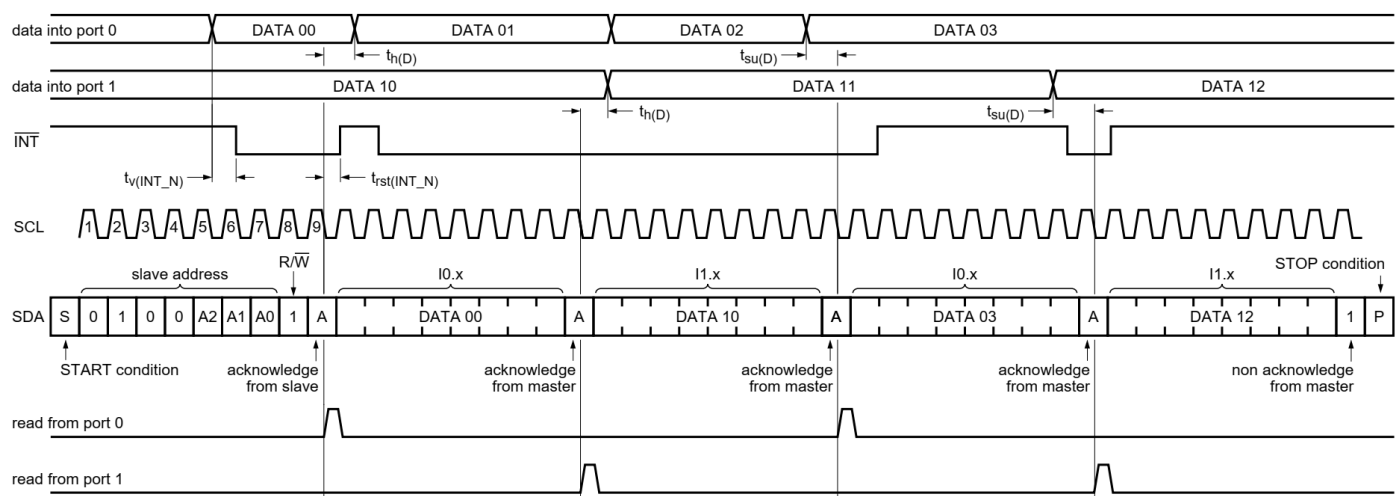 data into port 0 DATA 00 DATA 01 DATA 02 DATA 03
th(D) tsu(D)
data into port 1 DATA 10 DATA 11 DATA 12
th(D) tsu(D)
INT
tv(INT_N) trst(INT_N)
SCL 1 2 3 4 5 6 7 8 9
R/W
slave address I0.x I1.x I0.x I1.x STOP condition
SDA S 0 1 0 0 A2 A1 A0 1 A DATA 00 A DATA 10 A DATA 03 A DATA 12 1 P
START condition acknowledge from slave acknowledge from master acknowledge from master acknowledge from master non acknowledge from master
read from port 0
read from port 1